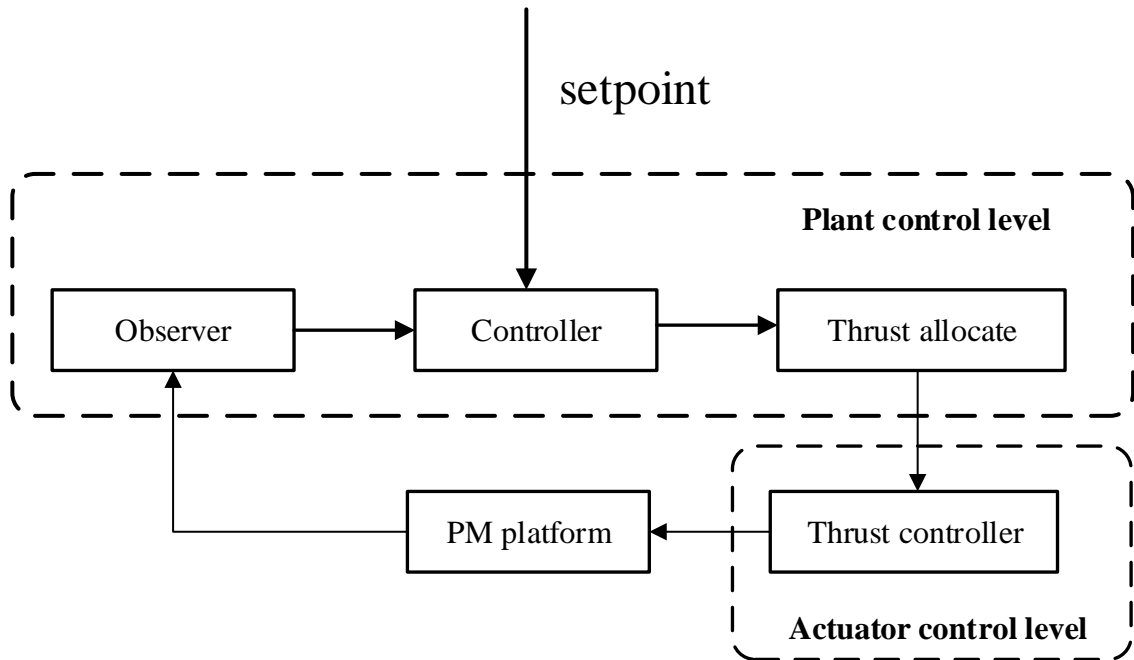 setpoint
Plant control level
Observer
Controller
Thrust allocate
PM platform
Thrust controller
Actuator control level